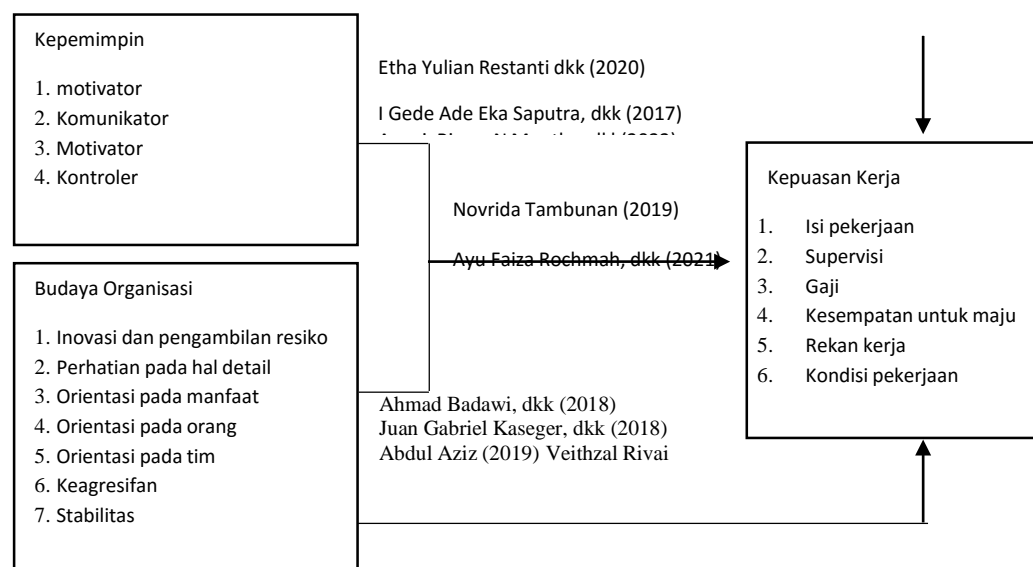 Kepemimpin
1. motivator
2. Komunikator
3. Motivator
4. Kontroler
Etha Yulian Restanti dkk (2020)
I Gede Ade Eka Saputra, dkk (2017)
Novrida Tambunan (2019)
Ayu Faiza Rochmah, dkk (2021)
Budaya Organisasi
1. Inovasi dan pengambilan resiko
2. Perhatian pada hal detail
3. Orientasi pada manfaat
4. Orientasi pada orang
5. Orientasi pada tim
6. Keagresifan
7. Stabilitas
Ahmad Badawi, dkk (2018)
Juan Gabriel Kaseger, dkk (2018)
Abdul Aziz (2019) Veithzal Rivai
Kepuasan Kerja
1. Isi pekerjaan
2. Supervisi
3. Gaji
4. Kesempatan untuk maju
5. Rekan kerja
6. Kondisi pekerjaan